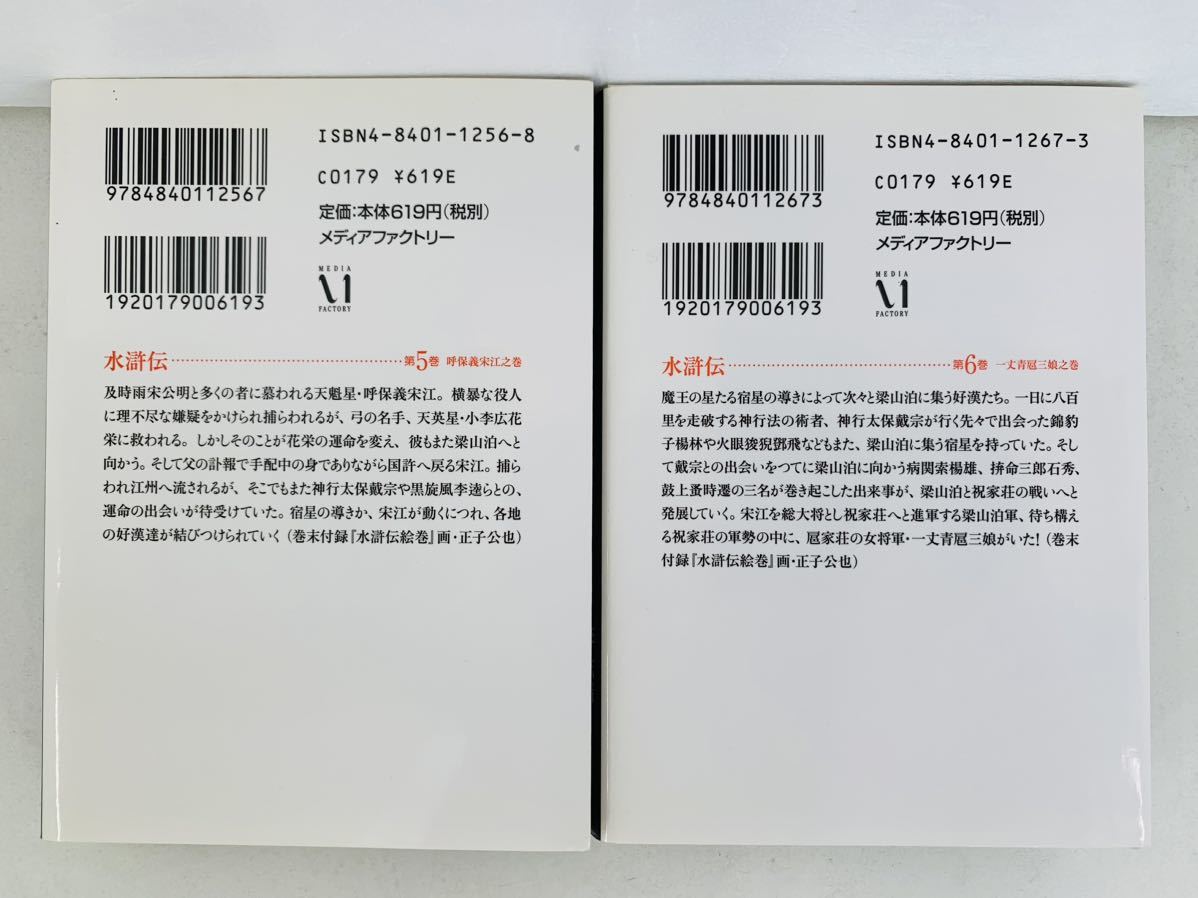 ISBN4-8401-1256-8
9784840112567
C0179 ¥619E
定価:本体619円(税別)
メディアファクトリー
1920179006193
MEDIA
FACTORY
水滸伝……………………………………第5巻 呼保義宋江之巻
及時雨宋公明と多くの者に慕われる天魁星・呼保義宋江。横暴な役人
に理不尽な嫌疑をかけられ捕らわれるが、弓の名手、天英星・小李広花
栄に救われる。しかしそのことが花栄の運命を変え、彼もまた梁山泊へと
向かう。そして父の訃報で手配中の身でありながら国許へ戻る宋江。捕ら
われ江州へ流されるが、そこでもまた神行太保戴宗や黒旋風李逵らとの、
運命の出会いが待受けていた。宿星の導きか、宋江が動くにつれ、各地
の好漢達が結びつけられていく(巻末付録『水滸伝絵巻』画・正子公也)
ISBN4-8401-1267-3
9784840112673
C0179 ¥619E
定価:本体619円(税別)
メディアファクトリー
1920179006193
MEDIA
FACTORY
水滸伝……………………………………第6巻 一丈青扈三娘之巻
魔王の星たる宿星の導きによって次々と梁山泊に集う好漢たち。一日に八百
里を走破する神行法の術者、神行太保戴宗が行く先々で出会った錦豹
子楊林や火眼狻猊鄧飛などもまた、梁山泊に集う宿星を持っていた。そし
て戴宗との出会いをつてに梁山泊に向かう病関索楊雄、拚命三郎石秀、
鼓上蚤時遷の三名が巻き起こした出来事が、梁山泊と祝家荘の戦いへと
発展していく。宋江を総大将とし祝家荘へと進軍する梁山泊軍、待ち構え
る祝家荘の軍勢の中に、扈家荘の女将軍・一丈青扈三娘がいた!(巻末
付録『水滸伝絵巻』画・正子公也)